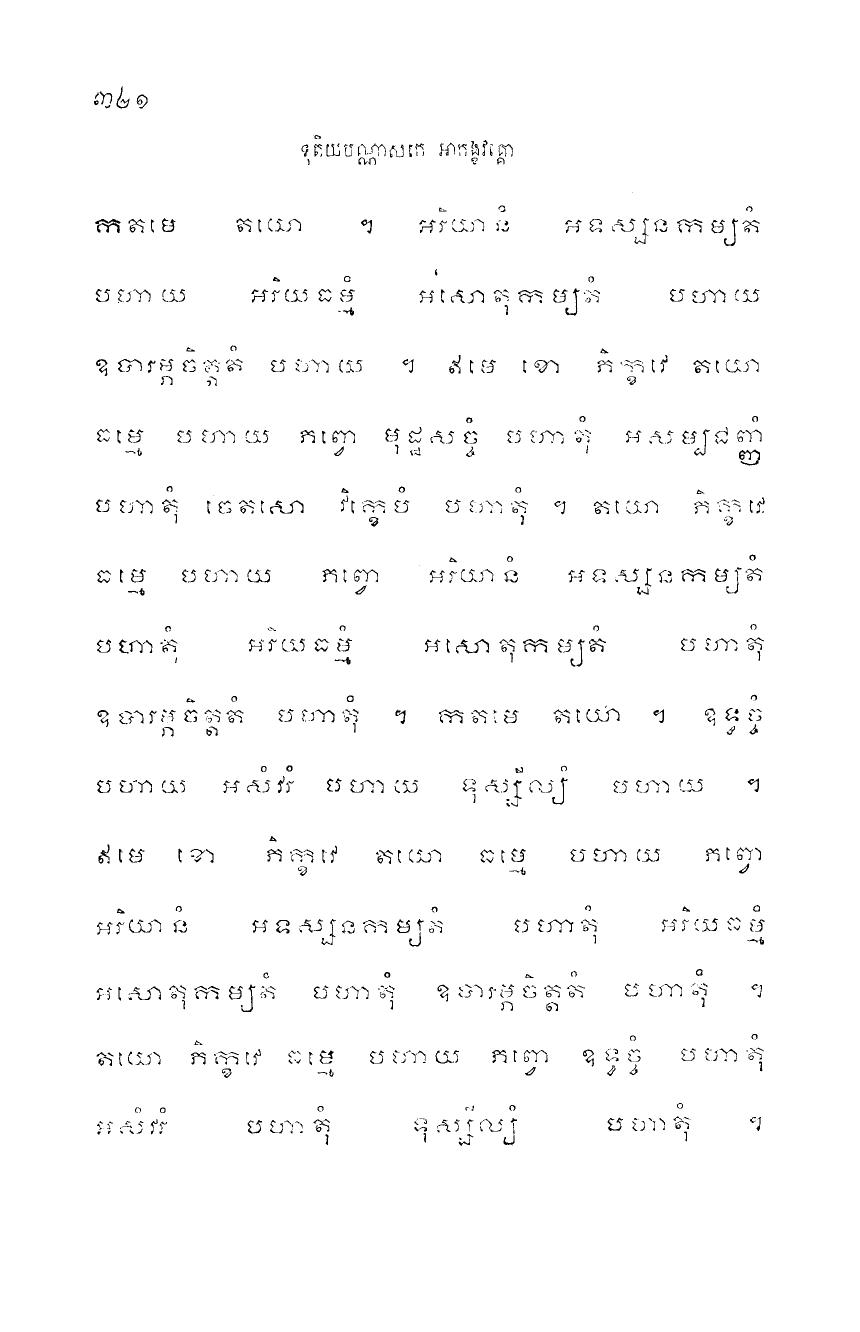 ៣៤១
ទុតិយបណ្ណាសកេ អាកង្ខវគ្គោ
កតមេ តយោ ។ អរិយានំ អទស្សនកម្យតំ
បហាយ អរិយធម្មំ អសោតុកម្យតំ បហាយ
ឧបារម្ភចិត្តតំ បហាយ ។ ឥមេ ខោ ភិក្ខវេ តយោ
ធម្មេ បហាយ ភព្វោ មុដ្ឋសច្ចំ បហាតុំ អសម្បជញ្ញំ
បហាតុំ ចេតសោ វិក្ខេបំ បហាតុំ ។ តយោ ភិក្ខវេ
ធម្មេ បហាយ ភព្វោ អរិយានំ អទស្សនកម្យតំ
បហាតុំ អរិយធម្មំ អសោតុកម្យតំ បហាតុំ
ឧបារម្ភចិត្តតំ បហាតុំ ។ កតមេ តយោ ។ ឧទ្ធច្ចំ
បហាយ អសំវរំ បហាយ ទុស្សីល្យំ បហាយ ។
ឥមេ ខោ ភិក្ខវេ តយោ ធម្មេ បហាយ ភព្វោ
អរិយានំ អទស្សនកម្យតំ បហាតុំ អរិយធម្មំ
អសោតុកម្យតំ បហាតុំ ឧបារម្ភចិត្តតំ បហាតុំ ។
តយោ ភិក្ខវេ ធម្មេ បហាយ ភព្វោ ឧទ្ធច្ចំ បហាតុំ
អសំវរំ បហាតុំ ទុស្សីល្យំ បហាតុំ ។